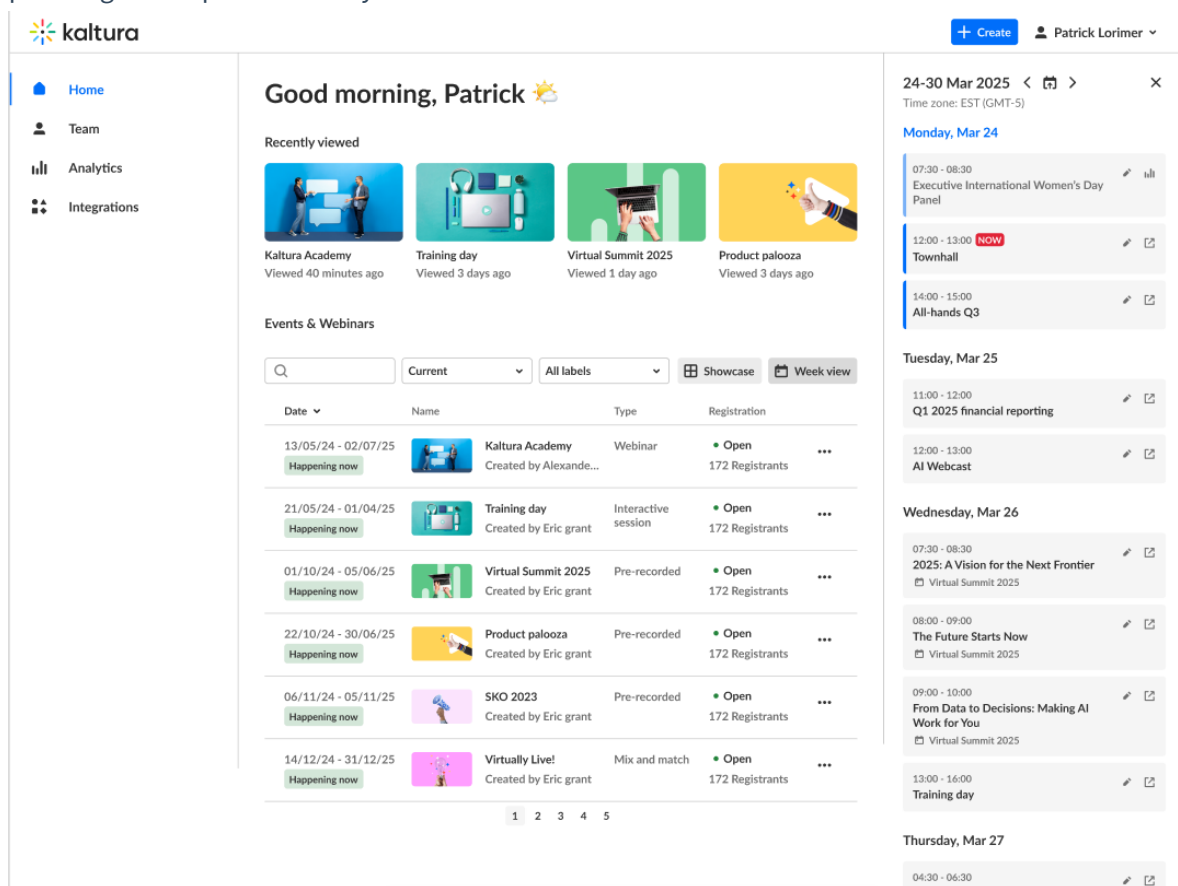 kaltura
Create
Patrick Lorimer
Home
Team
Analytics
Integrations
Good morning, Patrick
Recently viewed
Kaltura Academy
Viewed 40 minutes ago
Training day
Viewed 3 days ago
Virtual Summit 2025
Viewed 1 day ago
Product palooza
Viewed 3 days ago
Events & Webinars
Current
All labels
Showcase
Week view
Date
Name
Type
Registration
13/05/24 - 02/07/25
Happening now
Kaltura Academy
Created by Alexande...
Webinar
Open
172 Registrants
21/05/24 - 01/04/25
Happening now
Training day
Created by Eric grant
Interactive
session
Open
172 Registrants
01/10/24 - 05/06/25
Happening now
Virtual Summit 2025
Created by Eric grant
Pre-recorded
Open
172 Registrants
22/10/24 - 30/06/25
Happening now
Product palooza
Created by Eric grant
Pre-recorded
Open
172 Registrants
06/11/24 - 05/11/25
Happening now
SKO 2023
Created by Eric grant
Pre-recorded
Open
172 Registrants
14/12/24 - 31/12/25
Happening now
Virtually Live!
Created by Eric grant
Mix and match
Open
172 Registrants
1 2 3 4 5
24-30 Mar 2025
Time zone: EST (GMT-5)
Monday, Mar 24
07:30 - 08:30
Executive International Women's Day
Panel
12:00 - 13:00 NOW
Townhall
14:00 - 15:00
All-hands Q3
Tuesday, Mar 25
11:00 - 12:00
Q1 2025 financial reporting
12:00 - 13:00
AI Webcast
Wednesday, Mar 26
07:30 - 08:30
2025: A Vision for the Next Frontier
Virtual Summit 2025
08:00 - 09:00
The Future Starts Now
Virtual Summit 2025
09:00 - 10:00
From Data to Decisions: Making AI
Work for You
Virtual Summit 2025
13:00 - 16:00
Training day
Thursday, Mar 27
04:30 - 06:30